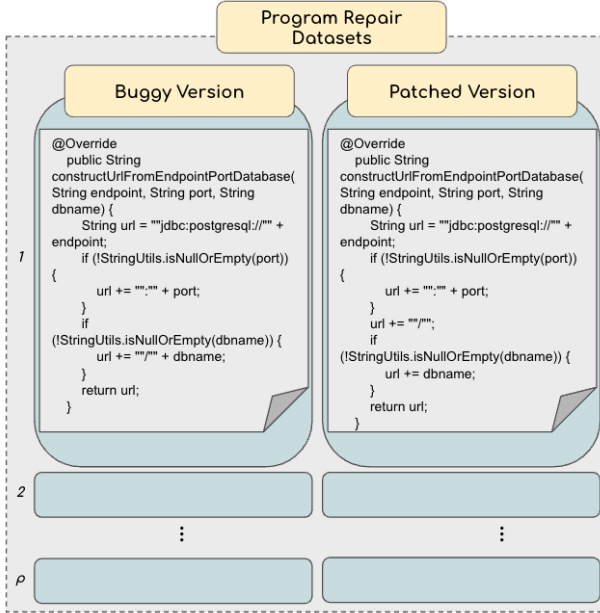 Program Repair
Datasets
Buggy Version
Patched Version
1
@Override
public String
constructUrlFromEndpointPortDatabase(
String endpoint, String port, String
dbname) {
String url = ""jdbc:postgresql://"" +
endpoint;
if (!StringUtils.isNullOrEmpty(port))
{
url += "":"" + port;
}
if
(!StringUtils.isNullOrEmpty(dbname)) {
url += ""/"" + dbname;
}
return url;
}
@Override
public String
constructUrlFromEndpointPortDatabase(
String endpoint, String port, String
dbname) {
String url = ""jdbc:postgresql://"" +
endpoint;
if (!StringUtils.isNullOrEmpty(port))
{
url += "":"" + port;
}
url += ""/"";
if
(!StringUtils.isNullOrEmpty(dbname)) {
url += dbname;
}
return url;
}
2
⋮
⋮
ρ